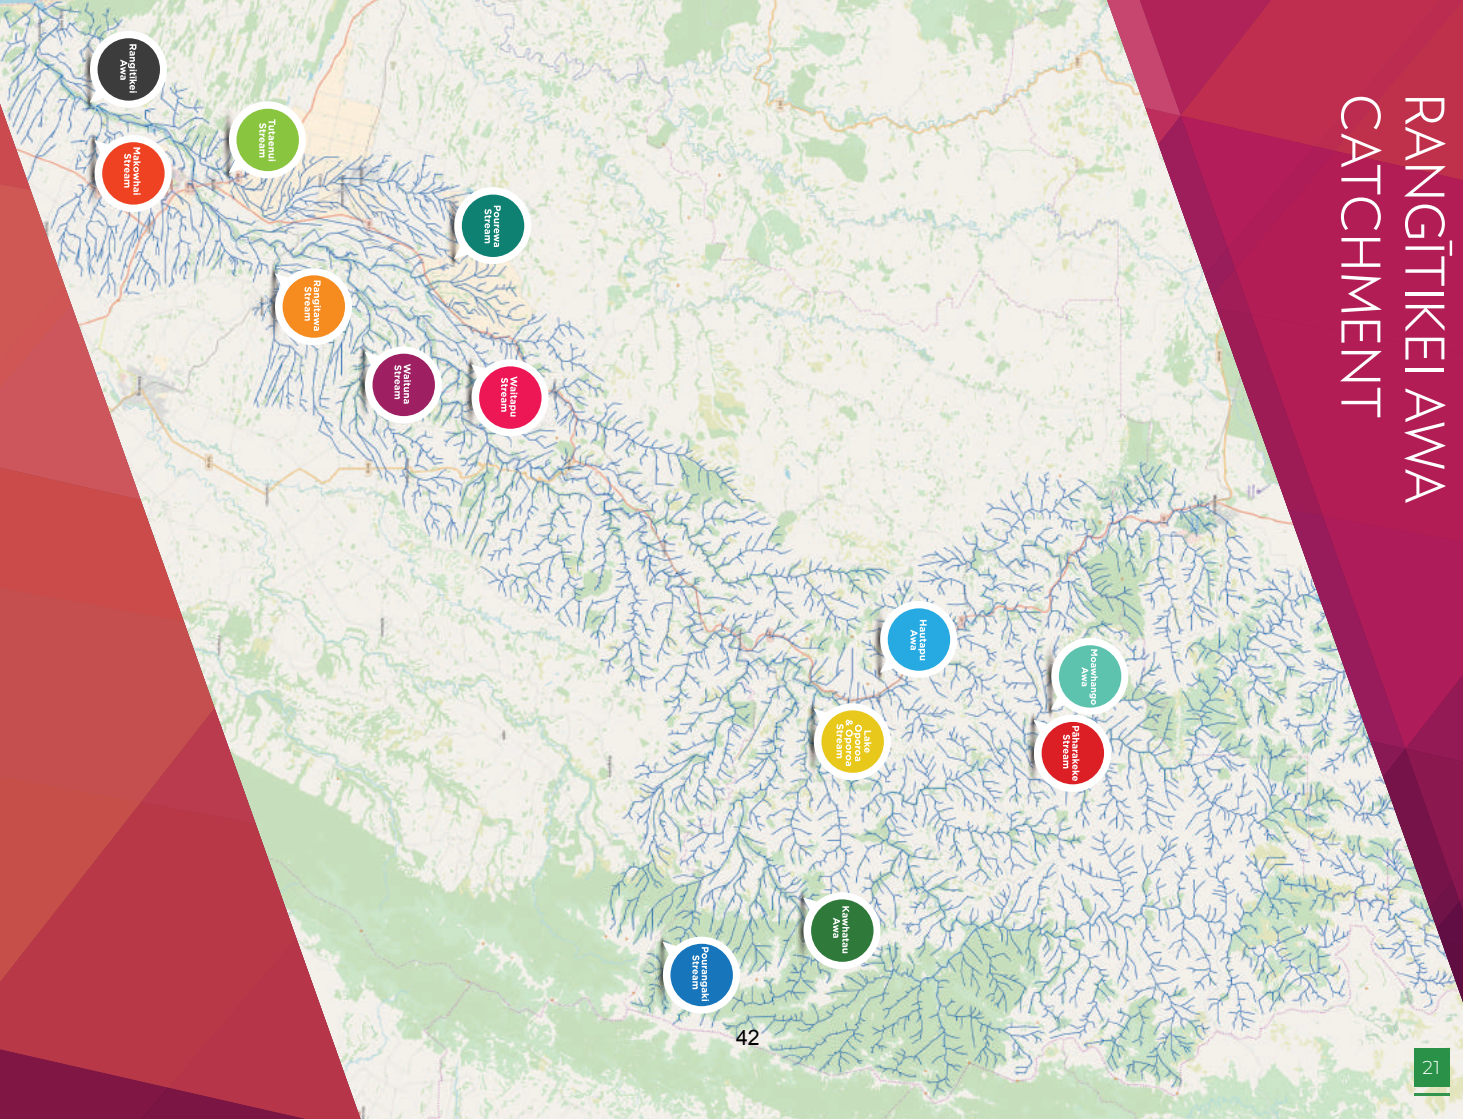 RANGĪTIKEI AWA
CATCHMENT
Rangitīkei
Awa
Makowhai
Stream
Tutaenui
Stream
Pourewa
Stream
Rangitawa
Stream
Waituna
Stream
Waitapu
Stream
Hautapu
Awa
Moawhango
Awa
Pāharakeke
Stream
Lake
Oporoa
& Oporoa
Stream
Kawhatau
Awa
Pourangaki
Stream
42
21